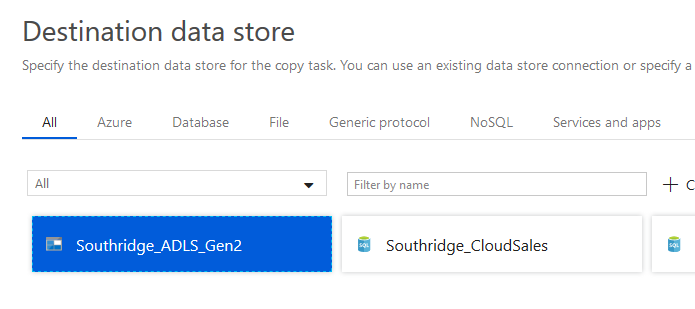 Destination data store
Specify the destination data store for the copy task. You can use an existing data store connection or specify a
All Azure Database File Generic protocol NoSQL Services and apps
All Filter by name + C
Southridge_ADLS_Gen2 SQL Southridge_CloudSales SQL